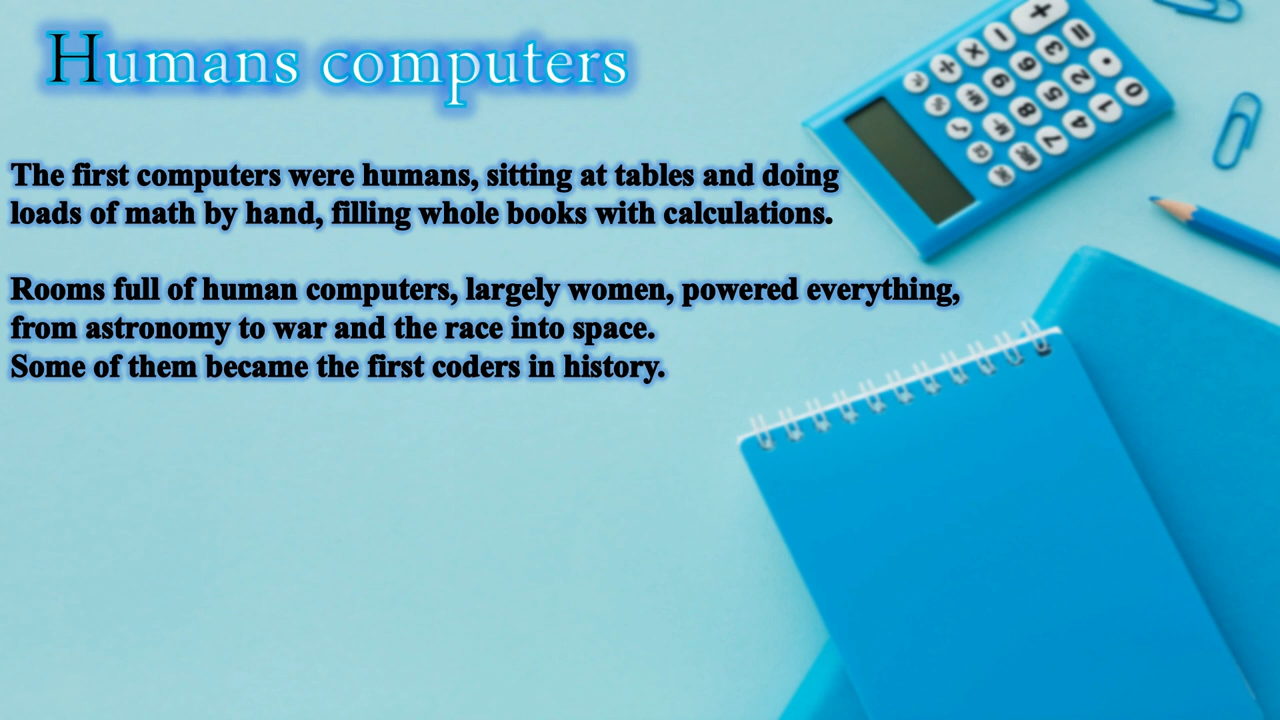 Humans computers
The first computers were humans, sitting at tables and doing
loads of math by hand, filling whole books with calculations.
Rooms full of human computers, largely women, powered everything,
from astronomy to war and the race into space.
Some of them became the first coders in history.